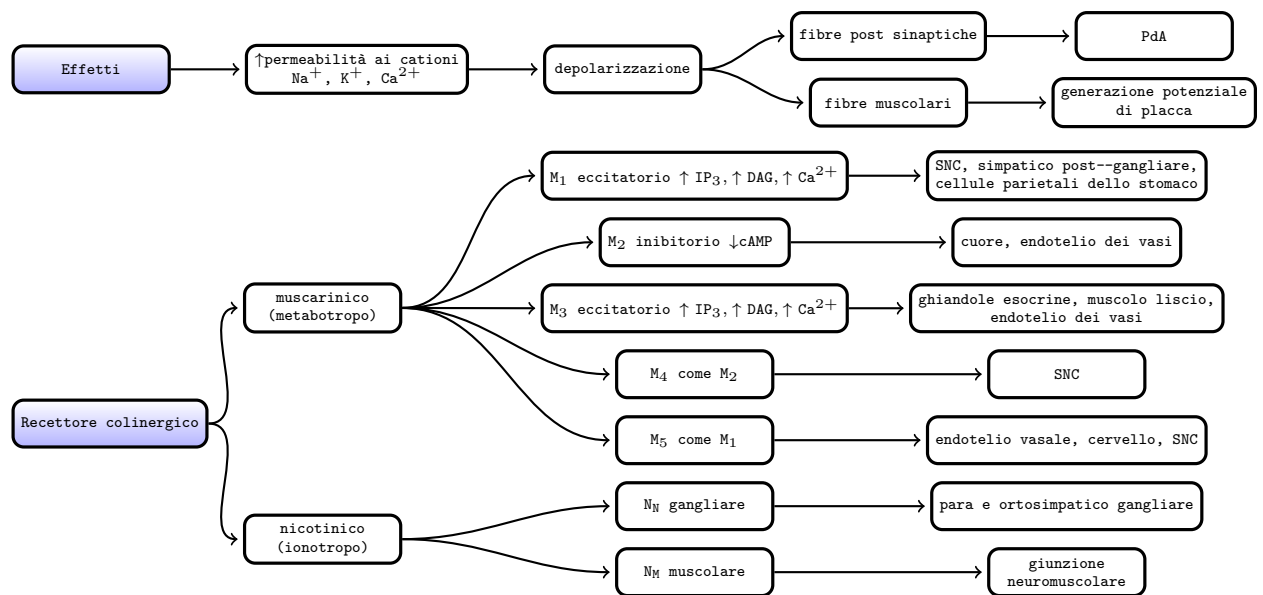 Effetti
↑permeabilità ai cationi
Na⁺, K⁺, Ca²⁺
depolarizzazione
fibre post sinaptiche
PdA
fibre muscolari
generazione potenziale
di placca
Recettore colinergico
muscarinico
(metabotropo)
M₁ eccitatorio ↑ IP₃, ↑ DAG, ↑ Ca²⁺
SNC, simpatico post--gangliare,
cellule parietali dello stomaco
M₂ inibitorio ↓cAMP
cuore, endotelio dei vasi
M₃ eccitatorio ↑ IP₃, ↑ DAG, ↑ Ca²⁺
ghiandole esocrine, muscolo liscio,
endotelio dei vasi
M₄ come M₂
SNC
M₅ come M₁
endotelio vasale, cervello, SNC
nicotinico
(ionotropo)
N_N gangliare
para e ortosimpatico gangliare
N_M muscolare
giunzione
neuromuscolare